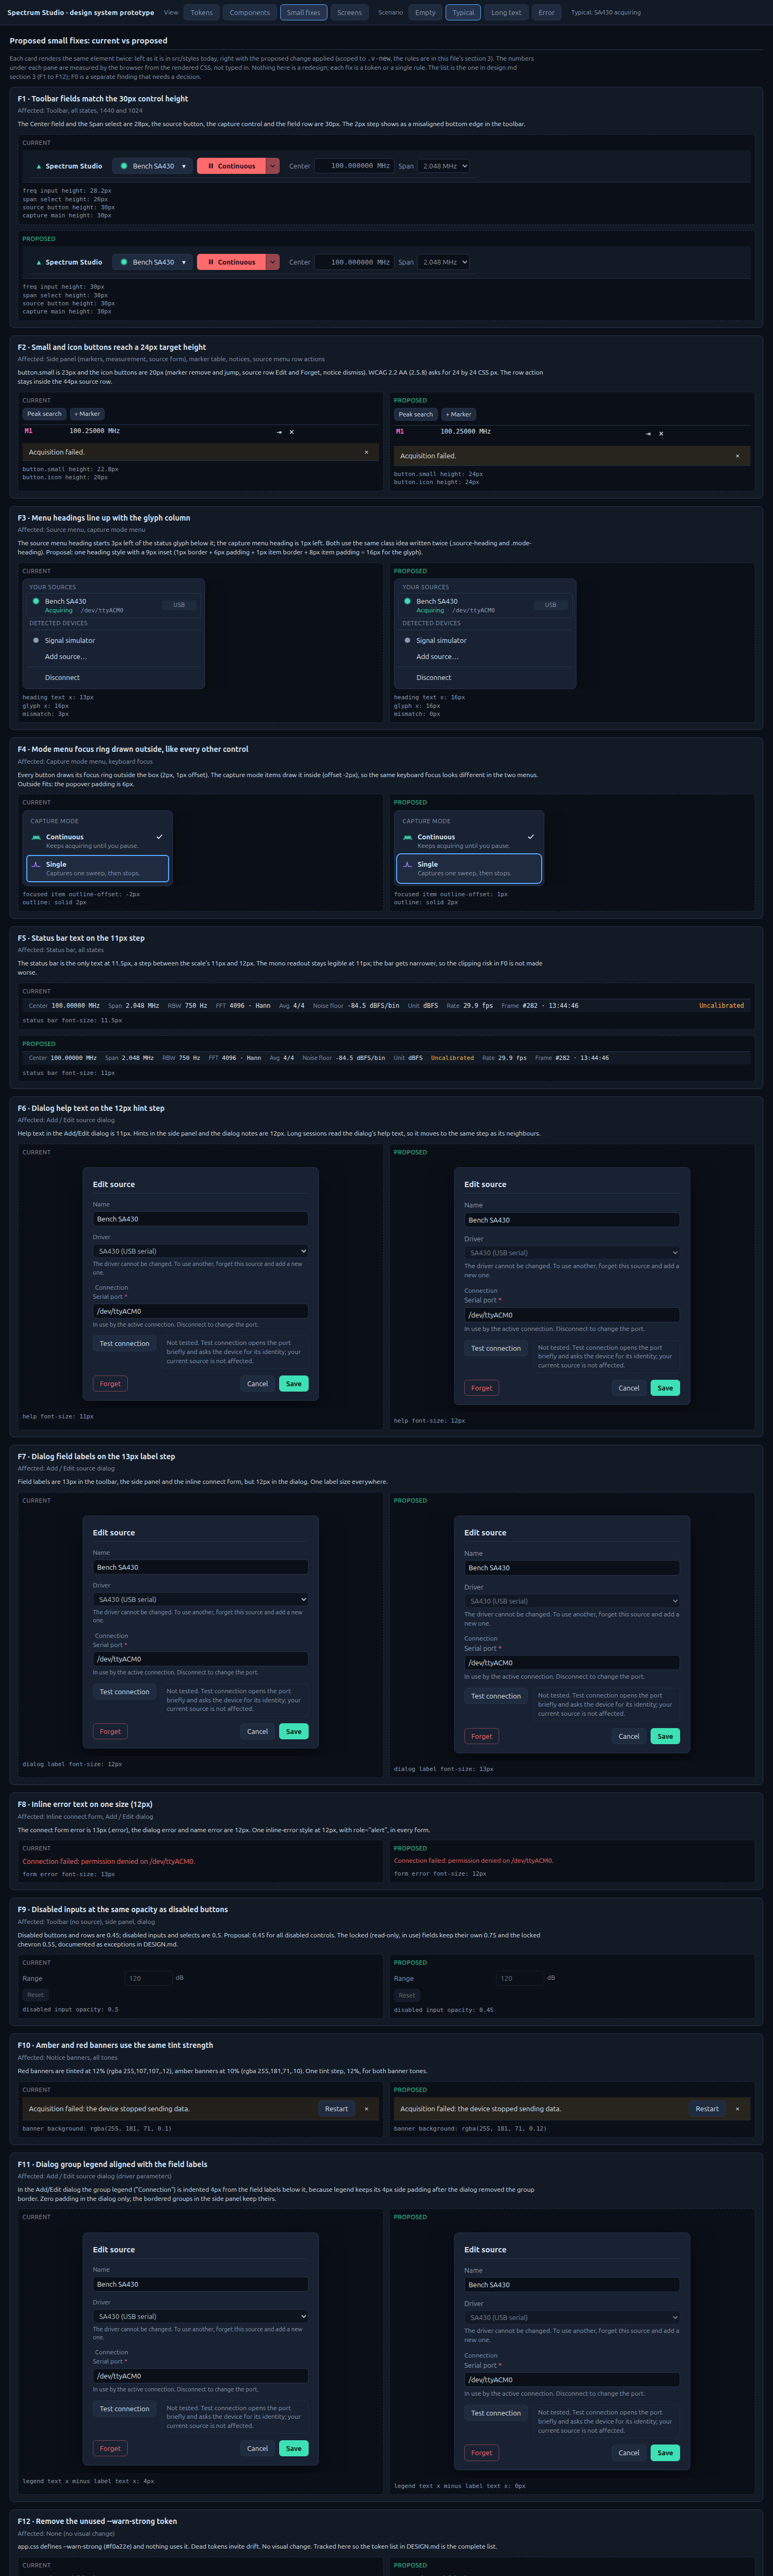 Spectrum Studio · design system prototype View Tokens Components Small fixes Screens Scenario Empty Typical Long text Error Typical: SA430 acquiring
Proposed small fixes: current vs proposed
Each card renders the same element twice: left as it is in src/styles today, right with the proposed change applied (scoped to .v-new, the rules are in this file's section 3). The numbers
under each pane are measured by the browser from the rendered CSS, not typed in. Nothing here is a redesign; each fix is a token or a single rule. The list is the one in design.md
section 3 (F1 to F12); F0 is a separate finding that needs a decision.
F1 · Toolbar fields match the 30px control height
Affected: Toolbar, all states, 1440 and 1024
The Center field and the Span select are 28px, the source button, the capture control and the field row are 30px. The 2px step shows as a misaligned bottom edge in the toolbar.
CURRENT
▲ Spectrum Studio Bench SA430 ▾ Continuous Center 100.000000 MHz Span 2.048 MHz
freq input height: 28.2px
span select height: 26px
source button height: 30px
capture main height: 30px
PROPOSED
▲ Spectrum Studio Bench SA430 ▾ Continuous Center 100.000000 MHz Span 2.048 MHz
freq input height: 30px
span select height: 30px
source button height: 30px
capture main height: 30px
F2 · Small and icon buttons reach a 24px target height
Affected: Side panel (markers, measurement, source form), marker table, notices, source menu row actions
button.small is 23px and the icon buttons are 20px (marker remove and jump, source row Edit and Forget, notice dismiss). WCAG 2.2 AA (2.5.8) asks for 24 by 24 CSS px. The row action
stays inside the 44px source row.
CURRENT
Peak search + Marker
M1 100.25000 MHz ⇥ ×
Acquisition failed. ×
button.small height: 22.8px
button.icon height: 20px
PROPOSED
Peak search + Marker
M1 100.25000 MHz ⇥ ×
Acquisition failed. ×
button.small height: 24px
button.icon height: 24px
F3 · Menu headings line up with the glyph column
Affected: Source menu, capture mode menu
The source menu heading starts 3px left of the status glyph below it; the capture menu heading is 1px left. Both use the same class idea written twice (.source-heading and .mode-
heading). Proposal: one heading style with a 9px inset (1px border + 6px padding + 1px item border + 8px item padding = 16px for the glyph).
CURRENT
YOUR SOURCES
Bench SA430
Acquiring · /dev/ttyACM0 USB
DETECTED DEVICES
Signal simulator
Add source…
Disconnect
heading text x: 13px
glyph x: 16px
mismatch: 3px
PROPOSED
YOUR SOURCES
Bench SA430
Acquiring · /dev/ttyACM0 USB
DETECTED DEVICES
Signal simulator
Add source…
Disconnect
heading text x: 16px
glyph x: 16px
mismatch: 0px
F4 · Mode menu focus ring drawn outside, like every other control
Affected: Capture mode menu, keyboard focus
Every button draws its focus ring outside the box (2px, 1px offset). The capture mode items draw it inside (offset -2px), so the same keyboard focus looks different in the two menus.
Outside fits: the popover padding is 6px.
CURRENT
CAPTURE MODE
Continuous
Keeps acquiring until you pause.
Single
Captures one sweep, then stops.
focused item outline-offset: -2px
outline: solid 2px
PROPOSED
CAPTURE MODE
Continuous
Keeps acquiring until you pause.
Single
Captures one sweep, then stops.
focused item outline-offset: 1px
outline: solid 2px
F5 · Status bar text on the 11px step
Affected: Status bar, all states
The status bar is the only text at 11.5px, a step between the scale's 11px and 12px. The mono readout stays legible at 11px; the bar gets narrower, so the clipping risk in F0 is not made
worse.
CURRENT
Center 100.00000 MHz Span 2.048 MHz RBW 750 Hz FFT 4096 · Hann Avg 4/4 Noise floor -84.5 dBFS/bin Unit dBFS Rate 29.9 fps Frame #282 · 13:44:46 Uncalibrated
status bar font-size: 11.5px
PROPOSED
Center 100.00000 MHz Span 2.048 MHz RBW 750 Hz FFT 4096 · Hann Avg 4/4 Noise floor -84.5 dBFS/bin Unit dBFS Uncalibrated Rate 29.9 fps Frame #282 · 13:44:46
status bar font-size: 11px
F6 · Dialog help text on the 12px hint step
Affected: Add / Edit source dialog
Help text in the Add/Edit dialog is 11px. Hints in the side panel and the dialog notes are 12px. Long sessions read the dialog's help text, so it moves to the same step as its neighbours.
CURRENT
Edit source
Name
Bench SA430
Driver
SA430 (USB serial)
The driver cannot be changed. To use another, forget this source and add a new
one.
Connection
Serial port *
/dev/ttyACM0
In use by the active connection. Disconnect to change the port.
Test connection Not tested. Test connection opens the port
briefly and asks the device for its identity; your
current source is not affected.
Forget Cancel Save
help font-size: 11px
PROPOSED
Edit source
Name
Bench SA430
Driver
SA430 (USB serial)
The driver cannot be changed. To use another, forget this source and add a
new one.
Connection
Serial port *
/dev/ttyACM0
In use by the active connection. Disconnect to change the port.
Test connection Not tested. Test connection opens the port
briefly and asks the device for its identity; your
current source is not affected.
Forget Cancel Save
help font-size: 12px
F7 · Dialog field labels on the 13px label step
Affected: Add / Edit source dialog
Field labels are 13px in the toolbar, the side panel and the inline connect form, but 12px in the dialog. One label size everywhere.
CURRENT
Edit source
Name
Bench SA430
Driver
SA430 (USB serial)
The driver cannot be changed. To use another, forget this source and add a new
one.
Connection
Serial port *
/dev/ttyACM0
In use by the active connection. Disconnect to change the port.
Test connection Not tested. Test connection opens the port
briefly and asks the device for its identity; your
current source is not affected.
Forget Cancel Save
dialog label font-size: 12px
PROPOSED
Edit source
Name
Bench SA430
Driver
SA430 (USB serial)
The driver cannot be changed. To use another, forget this source and add a
new one.
Connection
Serial port *
/dev/ttyACM0
In use by the active connection. Disconnect to change the port.
Test connection Not tested. Test connection opens the port
briefly and asks the device for its identity; your
current source is not affected.
Forget Cancel Save
dialog label font-size: 13px
F8 · Inline error text on one size (12px)
Affected: Inline connect form, Add / Edit dialog
The connect form error is 13px (.error), the dialog error and name error are 12px. One inline-error style at 12px, with role="alert", in every form.
CURRENT
Connection failed: permission denied on /dev/ttyACM0.
form error font-size: 13px
PROPOSED
Connection failed: permission denied on /dev/ttyACM0.
form error font-size: 12px
F9 · Disabled inputs at the same opacity as disabled buttons
Affected: Toolbar (no source), side panel, dialog
Disabled buttons and rows are 0.45; disabled inputs and selects are 0.5. Proposal: 0.45 for all disabled controls. The locked (read-only, in use) fields keep their own 0.75 and the locked
chevron 0.55, documented as exceptions in DESIGN.md.
CURRENT
Range 120 dB
Reset
disabled input opacity: 0.5
PROPOSED
Range 120 dB
Reset
disabled input opacity: 0.45
F10 · Amber and red banners use the same tint strength
Affected: Notice banners, all tones
Red banners are tinted at 12% (rgba 255,107,107,.12), amber banners at 10% (rgba 255,181,71,.10). One tint step, 12%, for both banner tones.
CURRENT
Acquisition failed: the device stopped sending data. Restart ×
banner background: rgba(255, 181, 71, 0.1)
PROPOSED
Acquisition failed: the device stopped sending data. Restart ×
banner background: rgba(255, 181, 71, 0.12)
F11 · Dialog group legend aligned with the field labels
Affected: Add / Edit source dialog (driver parameters)
In the Add/Edit dialog the group legend ("Connection") is indented 4px from the field labels below it, because legend keeps its 4px side padding after the dialog removed the group
border. Zero padding in the dialog only; the bordered groups in the side panel keep theirs.
CURRENT
Edit source
Name
Bench SA430
Driver
SA430 (USB serial)
The driver cannot be changed. To use another, forget this source and add a new
one.
Connection
Serial port *
/dev/ttyACM0
In use by the active connection. Disconnect to change the port.
Test connection Not tested. Test connection opens the port
briefly and asks the device for its identity; your
current source is not affected.
Forget Cancel Save
legend text x minus label text x: 4px
PROPOSED
Edit source
Name
Bench SA430
Driver
SA430 (USB serial)
The driver cannot be changed. To use another, forget this source and add a
new one.
Connection
Serial port *
/dev/ttyACM0
In use by the active connection. Disconnect to change the port.
Test connection Not tested. Test connection opens the port
briefly and asks the device for its identity; your
current source is not affected.
Forget Cancel Save
legend text x minus label text x: 0px
F12 · Remove the unused --warn-strong token
Affected: None (no visual change)
app.css defines --warn-strong (#f0a22e) and nothing uses it. Dead tokens invite drift. No visual change. Tracked here so the token list in DESIGN.md is the complete list.
CURRENT
PROPOSED